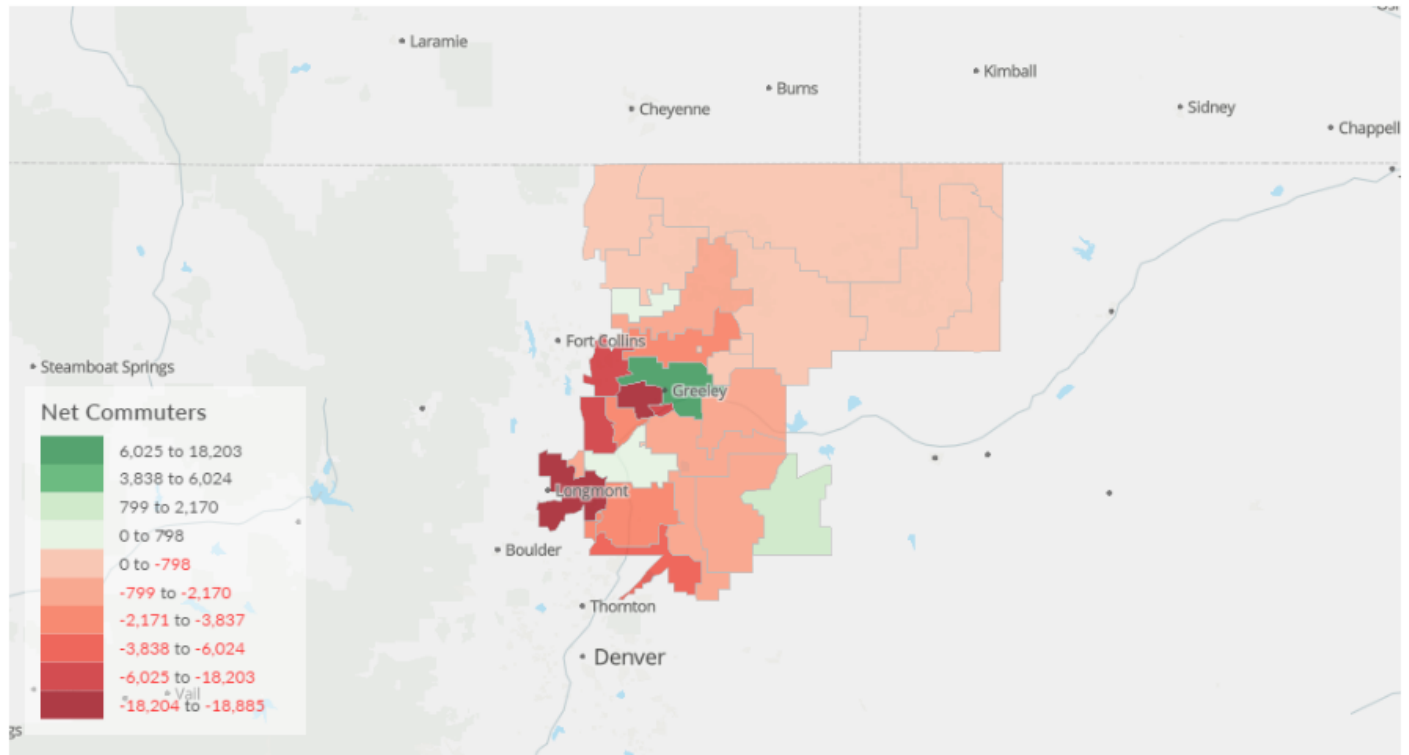 Laramie
Kimball
Burns
Cheyenne
Sidney
Chappell
Fort Collins
Steamboat Springs
Greeley
Net Commuters
6,025 to 18,203
3,838 to 6,024
799 to 2,170
0 to 798
0 to -798
-799 to -2,170
-2,171 to -3,837
-3,838 to -6,024
-6,025 to -18,203
-18,204 to -18,885
Longmont
Boulder
Thornton
Denver
Vail
gs